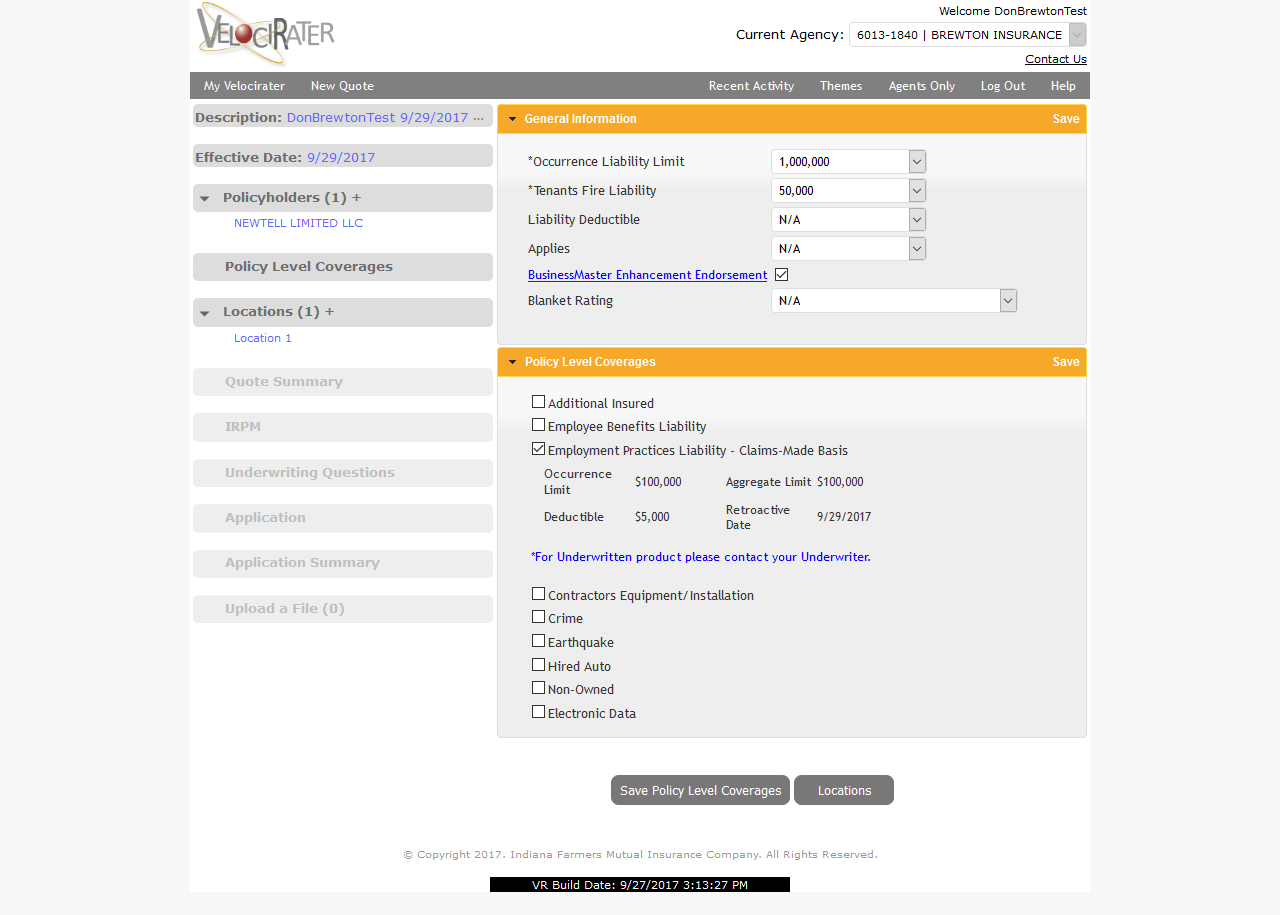 VELOCIRATER
Welcome DonBrewtonTest
Current Agency: 6013-1840 | BREWTON INSURANCE
Contact Us
My Velocirater New Quote Recent Activity Themes Agents Only Log Out Help
Description: DonBrewtonTest 9/29/2017 ...
Effective Date: 9/29/2017
Policyholders (1) +
NEWTELL LIMITED LLC
Policy Level Coverages
Locations (1) +
Location 1
Quote Summary
IRPM
Underwriting Questions
Application
Application Summary
Upload a File (0)
General Information Save
*Occurrence Liability Limit 1,000,000
*Tenants Fire Liability 50,000
Liability Deductible N/A
Applies N/A
BusinessMaster Enhancement Endorsement
Blanket Rating N/A
Policy Level Coverages Save
Additional Insured
Employee Benefits Liability
Employment Practices Liability - Claims-Made Basis
Occurrence Limit $100,000 Aggregate Limit $100,000
Deductible $5,000 Retroactive Date 9/29/2017
*For Underwritten product please contact your Underwriter.
Contractors Equipment/Installation
Crime
Earthquake
Hired Auto
Non-Owned
Electronic Data
Save Policy Level Coverages Locations
© Copyright 2017. Indiana Farmers Mutual Insurance Company. All Rights Reserved.
VR Build Date: 9/27/2017 3:13:27 PM